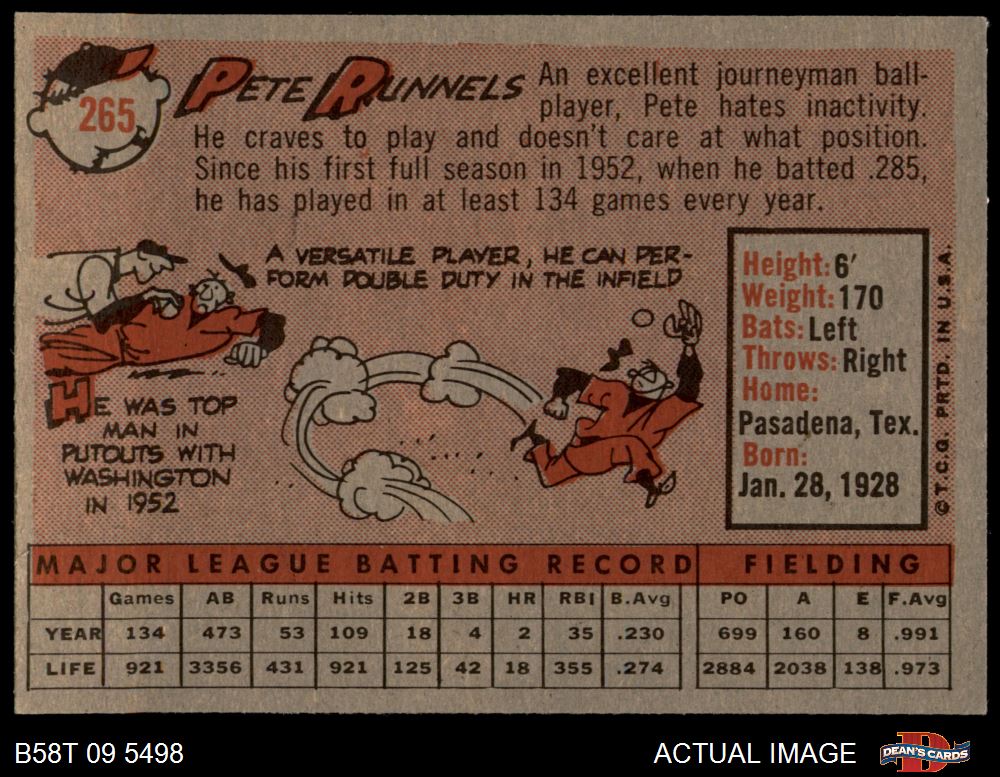 265
PETE RUNNELS
An excellent journeyman ball-
player, Pete hates inactivity.
He craves to play and doesn't care at what position.
Since his first full season in 1952, when he batted .285,
he has played in at least 134 games every year.
A VERSATILE PLAYER, HE CAN PER-
FORM DOUBLE DUTY IN THE INFIELD
HE WAS TOP
MAN IN
PUTOUTS WITH
WASHINGTON
IN 1952
Height: 6'
Weight: 170
Bats: Left
Throws: Right
Home:
Pasadena, Tex.
Born:
Jan. 28, 1928
© T.C.G. PRTD. IN U.S.A.
MAJOR LEAGUE BATTING RECORD FIELDING
Games AB Runs Hits 2B 3B HR RBI B.Avg PO A E F.Avg
YEAR 134 473 53 109 18 4 2 35 .230 699 160 8 .991
LIFE 921 3356 431 921 125 42 18 355 .274 2884 2038 138 .973
B58T 09 5498
ACTUAL IMAGE
DEAN'S CARDS